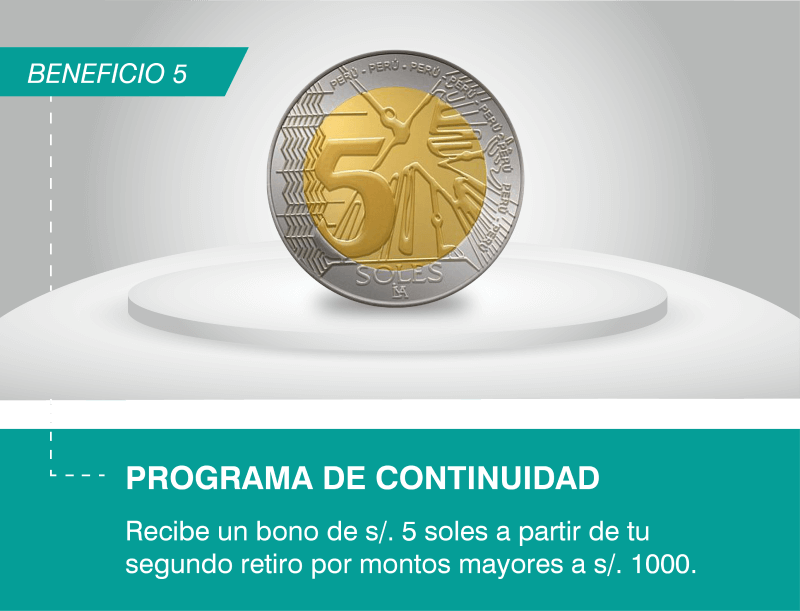 BENEFICIO 5
PERÚ - PERÚ - PERÚ - PERÚ - PERÚ - PERÚ - PERÚ - PERÚ
5
SOLES
PROGRAMA DE CONTINUIDAD
Recibe un bono de s/. 5 soles a partir de tu
segundo retiro por montos mayores a s/. 1000.